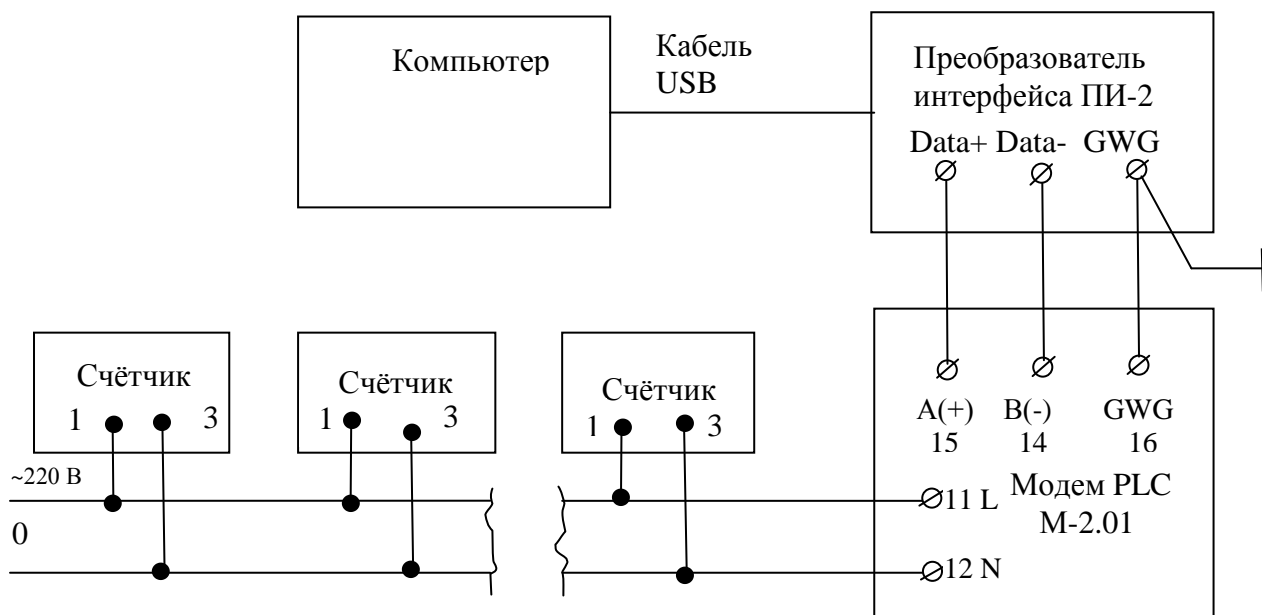 Компьютер
Кабель
USB
Преобразователь
интерфейса ПИ-2
Data+ Data- GWG
Счётчик
1 3
Счётчик
1 3
Счётчик
1 3
~220 В
0
A(+) B(-) GWG
15 14 16
11 L
Модем PLC
М-2.01
12 N